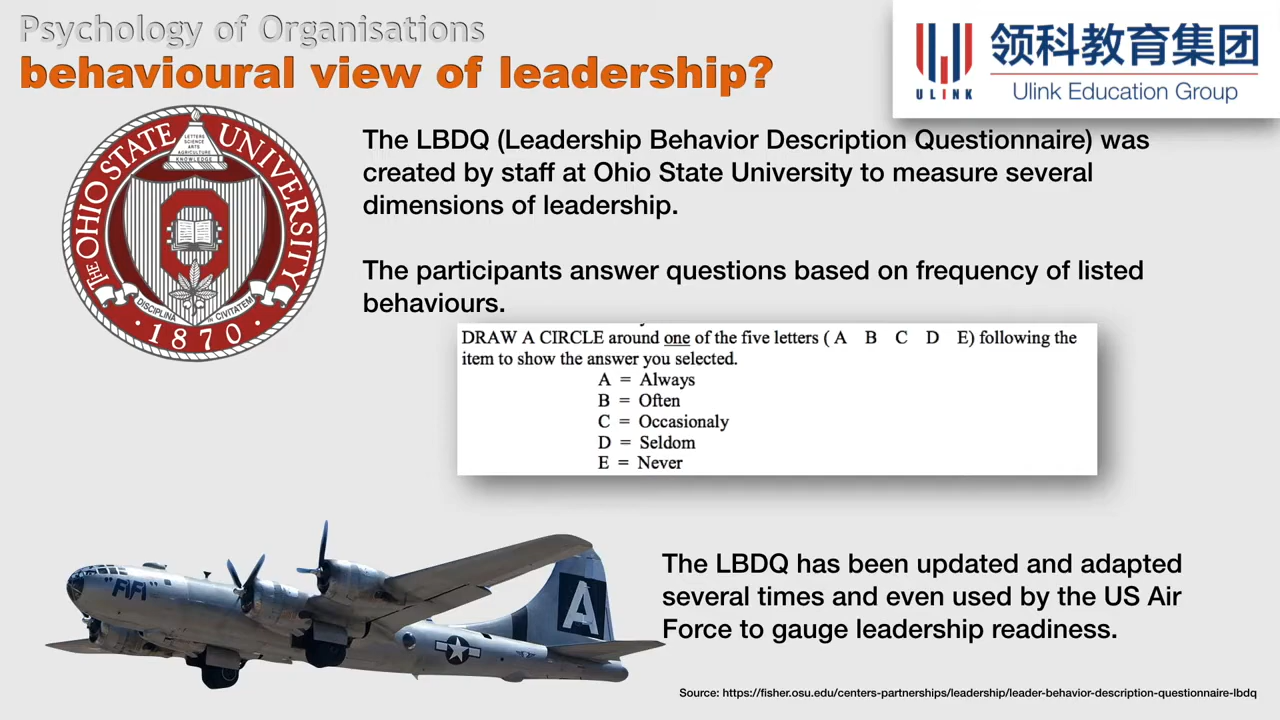 Psychology of Organisations
behavioural view of leadership?
ULINK
领科教育集团
Ulink Education Group
THE OHIO STATE UNIVERSITY
LETTERS
SCIENCE
ARTS
AGRICULTURE
KNOWLEDGE
DISCIPLINA IN CIVITATEM
· 1870 ·
The LBDQ (Leadership Behavior Description Questionnaire) was
created by staff at Ohio State University to measure several
dimensions of leadership.
The participants answer questions based on frequency of listed
behaviours.
DRAW A CIRCLE around one of the five letters ( A B C D E) following the
item to show the answer you selected.
A = Always
B = Often
C = Occasionaly
D = Seldom
E = Never
"FIFI"
A
The LBDQ has been updated and adapted
several times and even used by the US Air
Force to gauge leadership readiness.
Source: https://fisher.osu.edu/centers-partnerships/leadership/leader-behavior-description-questionnaire-lbdq